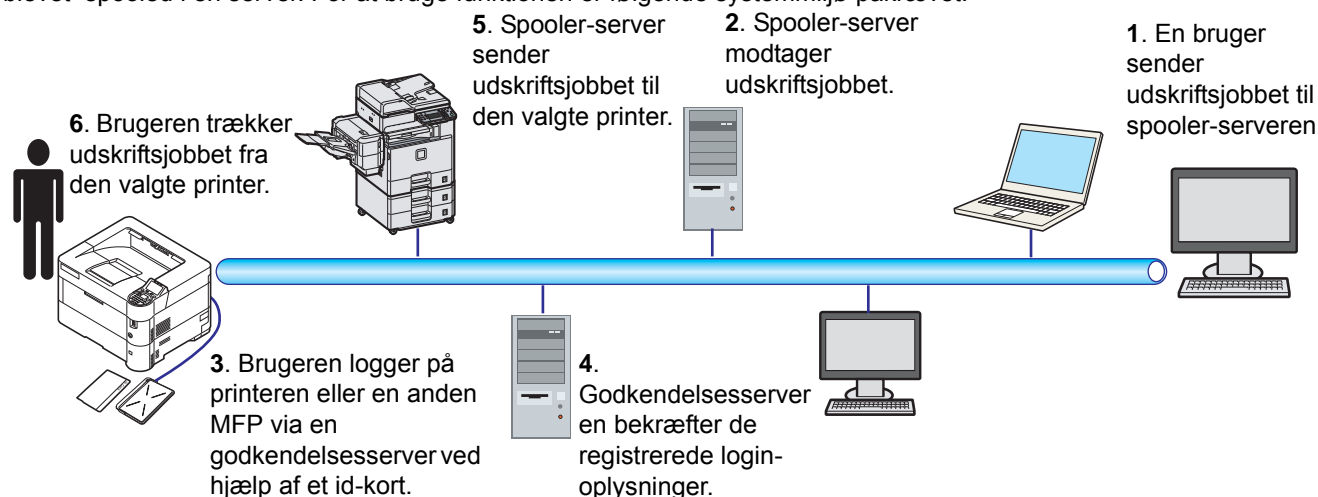 5. Spooler-server
sender
udskriftsjobbet til
den valgte printer.
2. Spooler-server
modtager
udskriftsjobbet.
1. En bruger
sender
udskriftsjobbet til
spooler-serveren
6. Brugeren trækker
udskriftsjobbet fra
den valgte printer.
3. Brugeren logger på
printeren eller en anden
MFP via en
godkendelsesserver ved
hjælp af et id-kort.
4.
Godkendelsesserver
en bekræfter de
registrerede login-
oplysninger.